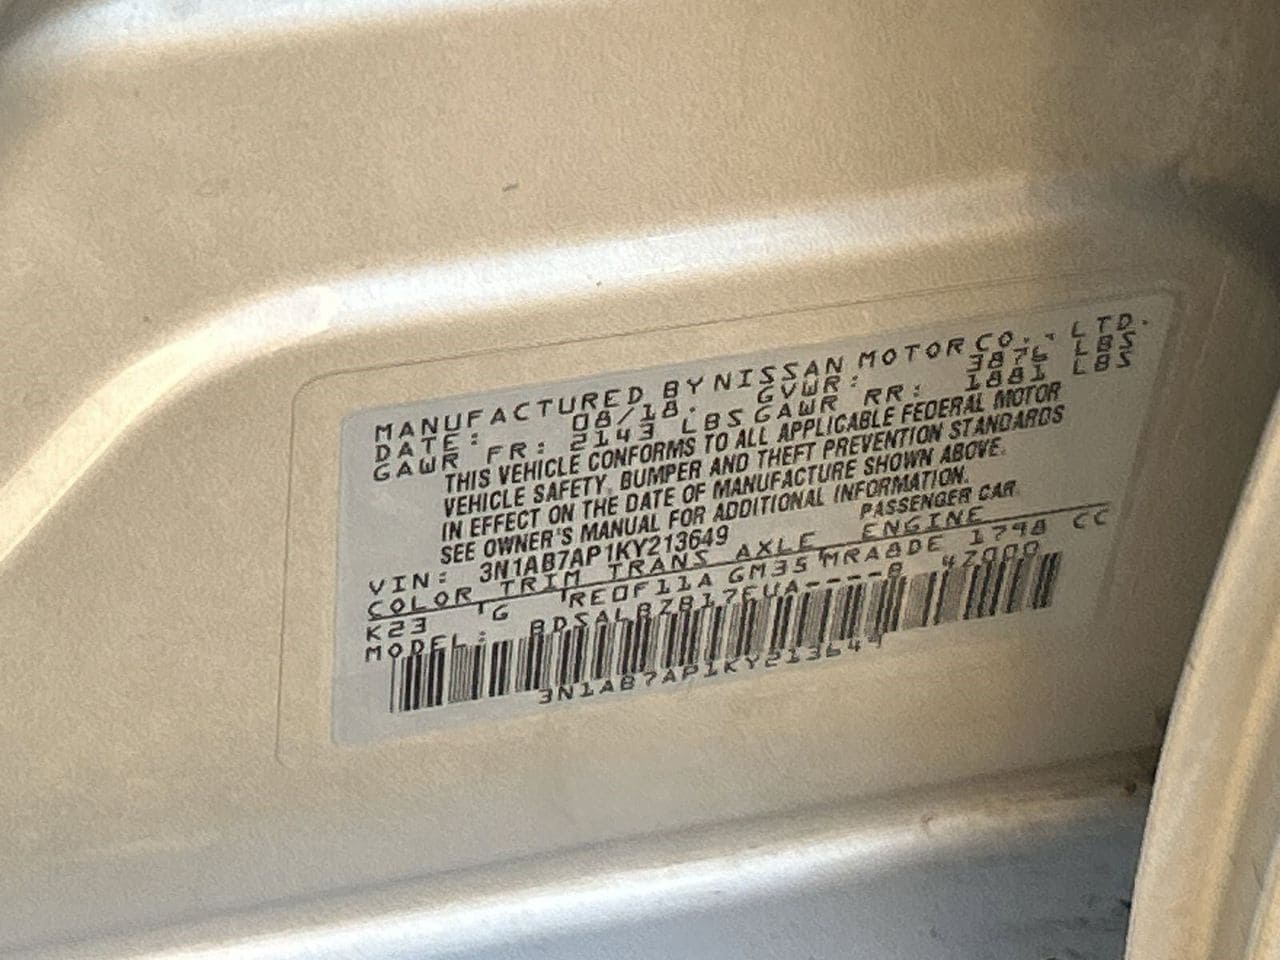 MANUFACTURED BY NISSAN MOTOR CO., LTD.
DATE: 08/18. GVWR: 3876 LBS
GAWR FR: 2143 LBS GAWR RR: 1881 LBS
THIS VEHICLE CONFORMS TO ALL APPLICABLE FEDERAL MOTOR
VEHICLE SAFETY, BUMPER AND THEFT PREVENTION STANDARDS
IN EFFECT ON THE DATE OF MANUFACTURE SHOWN ABOVE.
SEE OWNER'S MANUAL FOR ADDITIONAL INFORMATION.
VIN: 3N1AB7AP1KY213649 PASSENGER CAR
COLOR TRIM TRANS AXLE ENGINE
K23 G RE0F11A GM35 MRA8DE 1798 CC
MODEL:
3N1AB7AP1KY213649